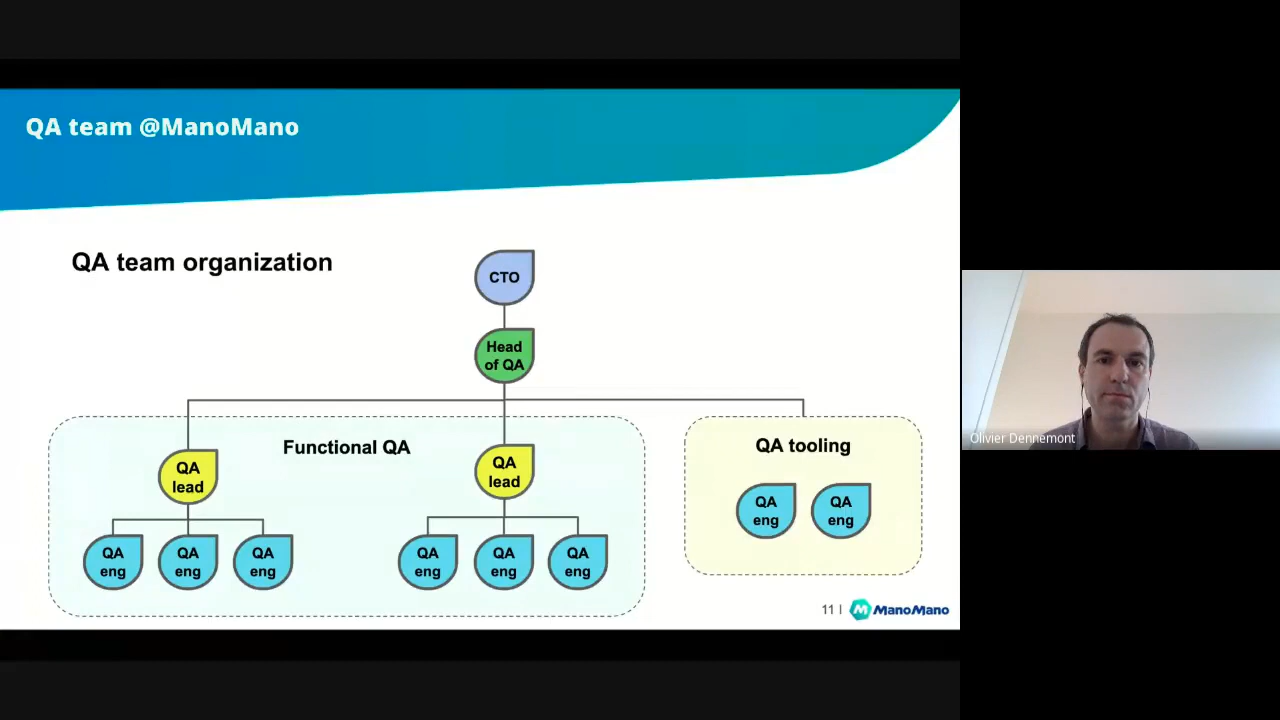 QA team @ManoMano
QA team organization
CTO
Head
of QA
Functional QA
QA tooling
QA
lead
QA
lead
QA
eng
QA
eng
QA
eng
QA
eng
QA
eng
QA
eng
QA
eng
QA
eng
11 |
M ManoMano
Olivier Dennemont